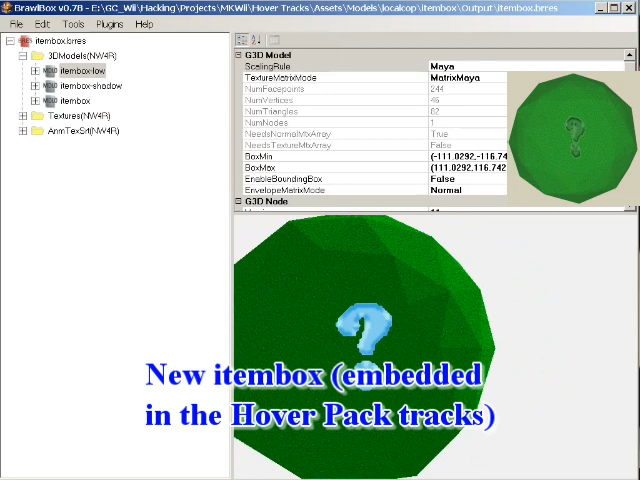 BrawlBox v0.78 - E:\GC_Wii\Hacking\Projects\MKWii\Hover Tracks\Assets\Models\localcop\itembox\Output\itembox.brres
File Edit Tools Plugins Help
itembox.brres
3DModels(NW4R)
itembox-low
itembox-shadow
itembox
Textures(NW4R)
AnmTexSrt(NW4R)
G3D Model
ScalingRule Maya
TextureMatrixMode MatrixMaya
NumFacepoints 244
NumVertices 46
NumTriangles 82
NumNodes 1
NeedsNormalMtxArray True
NeedsTextureMtxArray False
BoxMin (-111.0292,-116.74
BoxMax (111.0292,116.742
EnableBoundingBox False
EnvelopeMatrixMode Normal
G3D Node
?
?
New itembox (embedded
in the Hover Pack tracks)